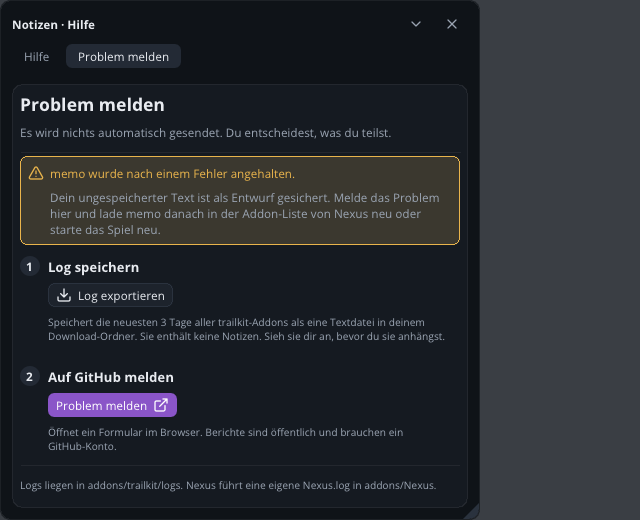 Notizen · Hilfe
Hilfe
Problem melden
Problem melden
Es wird nichts automatisch gesendet. Du entscheidest, was du teilst.
memo wurde nach einem Fehler angehalten.
Dein ungespeicherter Text ist als Entwurf gesichert. Melde das Problem
hier und lade memo danach in der Addon-Liste von Nexus neu oder
starte das Spiel neu.
1 Log speichern
Log exportieren
Speichert die neuesten 3 Tage aller trailkit-Addons als eine Textdatei in deinem
Download-Ordner. Sie enthält keine Notizen. Sieh sie dir an, bevor du sie anhängst.
2 Auf GitHub melden
Problem melden
Öffnet ein Formular im Browser. Berichte sind öffentlich und brauchen ein
GitHub-Konto.
Logs liegen in addons/trailkit/logs. Nexus führt eine eigene Nexus.log in addons/Nexus.